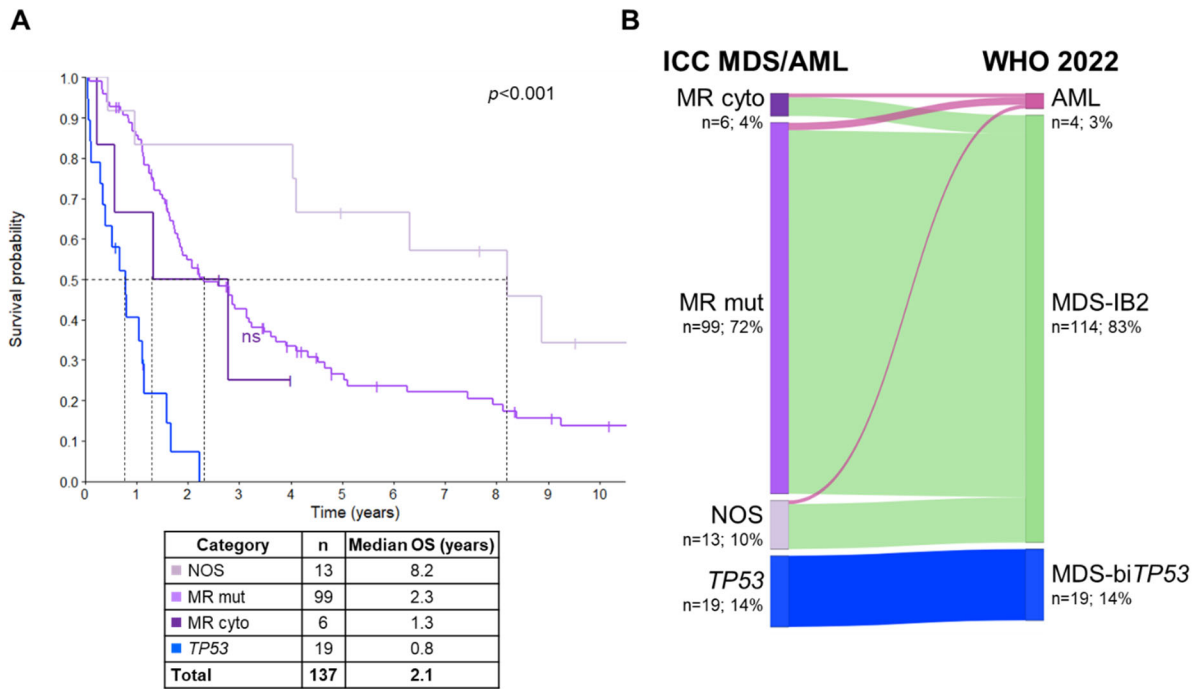 A
p<0.001
Survival probability
1.0
0.9
0.8
0.7
0.6
0.5
0.4
0.3
0.2
0.1
0.0
ns
0 1 2 3 4 5 6 7 8 9 10
Time (years)
Category n Median OS (years)
NOS 13 8.2
MR mut 99 2.3
MR cyto 6 1.3
TP53 19 0.8
Total 137 2.1
B
ICC MDS/AML WHO 2022
MR cyto
n=6; 4%
MR mut
n=99; 72%
NOS
n=13; 10%
TP53
n=19; 14%
AML
n=4; 3%
MDS-IB2
n=114; 83%
MDS-biTP53
n=19; 14%